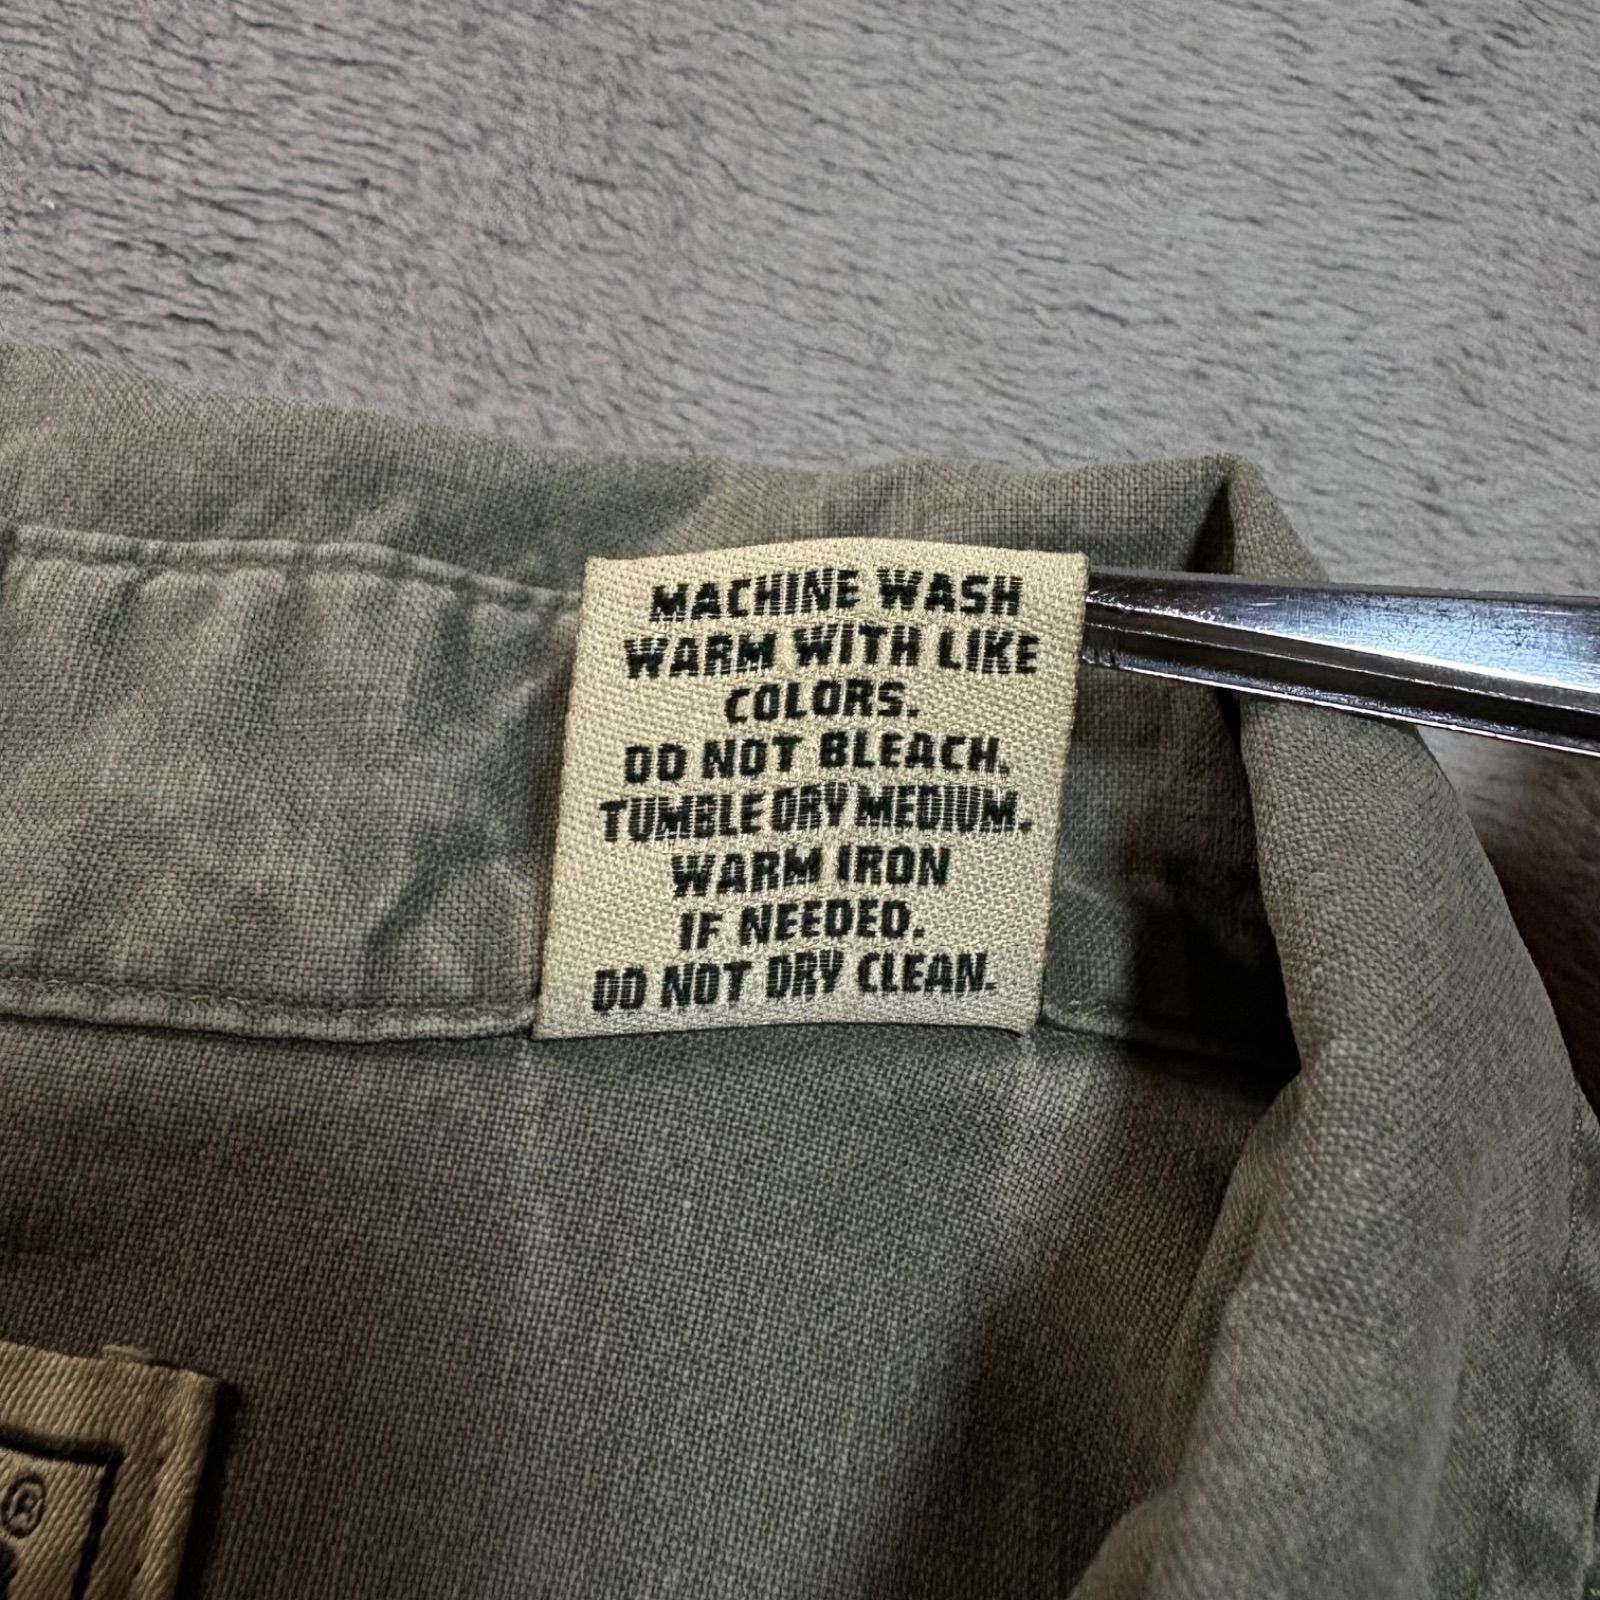 MACHINE WASH
WARM WITH LIKE
COLORS.
DO NOT BLEACH.
TUMBLE DRY MEDIUM.
WARM IRON
IF NEEDED.
DO NOT DRY CLEAN.
®